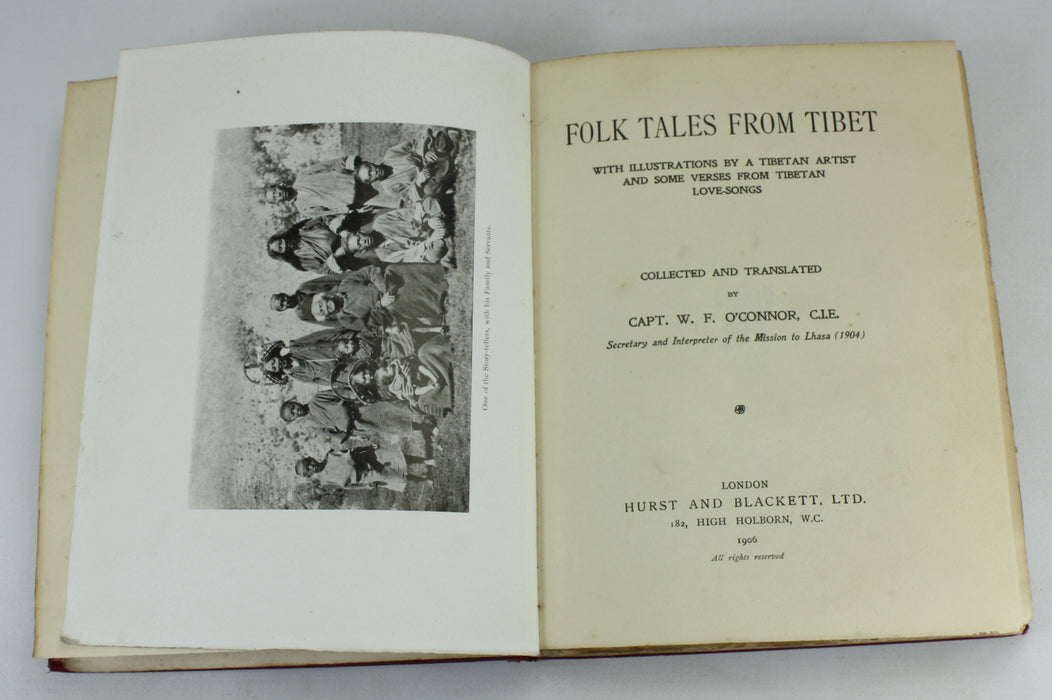 One of the Story-tellers, with his Family and Servants.
FOLK TALES FROM TIBET
WITH ILLUSTRATIONS BY A TIBETAN ARTIST
AND SOME VERSES FROM TIBETAN
LOVE-SONGS
COLLECTED AND TRANSLATED
BY
CAPT. W. F. O'CONNOR, C.I.E.
Secretary and Interpreter of the Mission to Lhasa (1904)
LONDON
HURST AND BLACKETT, LTD.
182, HIGH HOLBORN, W.C.
1906
All rights reserved